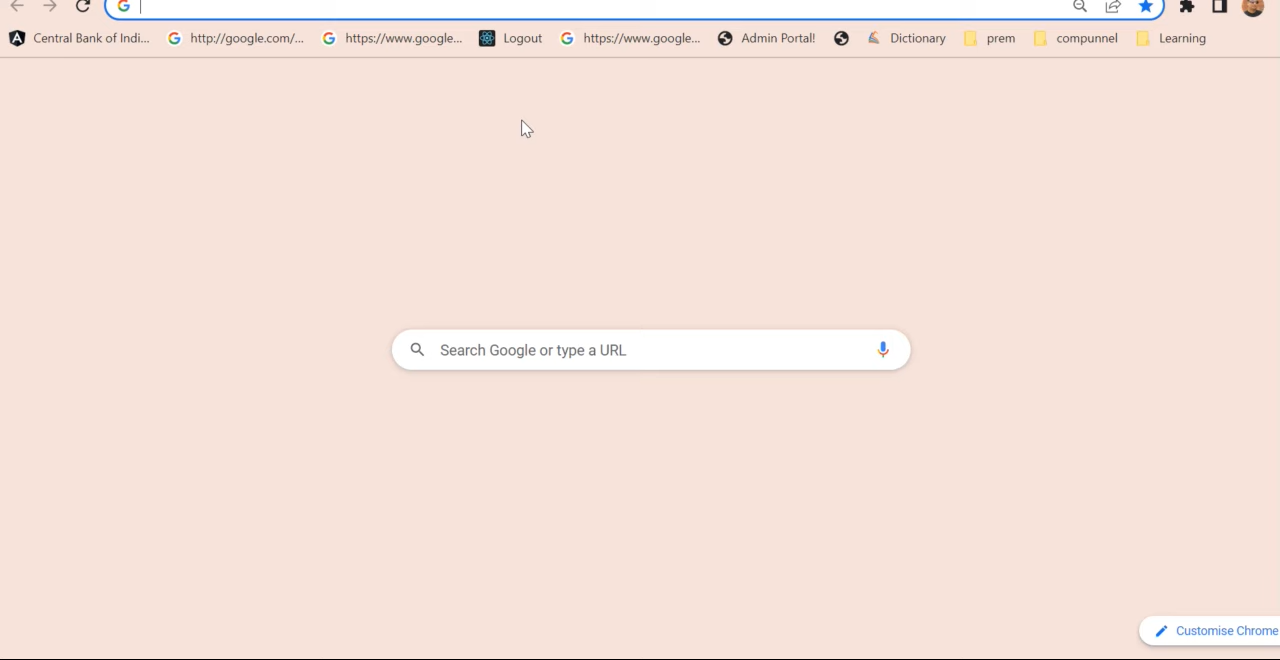 Central Bank of Indi... http://google.com/... https://www.google... Logout https://www.google... Admin Portal! Dictionary prem compunnel Learning
Search Google or type a URL
Customise Chrome